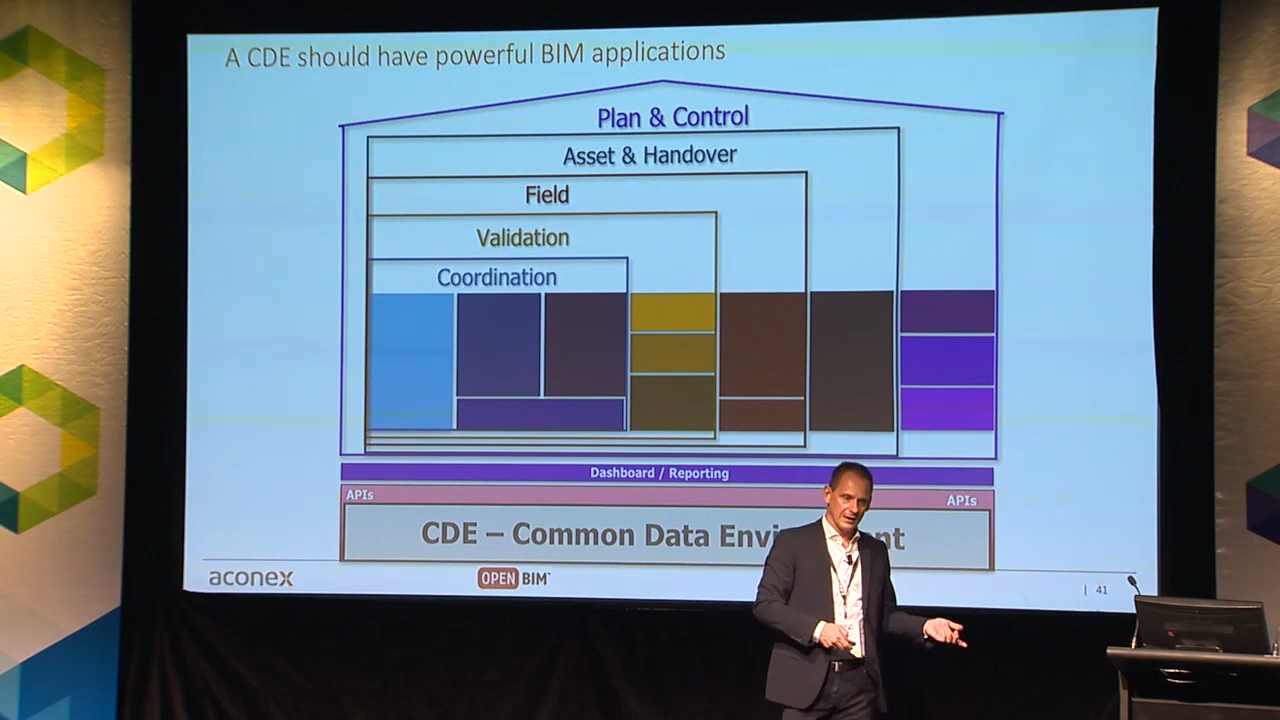 A CDE should have powerful BIM applications
Plan & Control
Asset & Handover
Field
Validation
Coordination
Dashboard / Reporting
APIs
APIs
CDE – Common Data
aconex
OPEN BIM
| 41